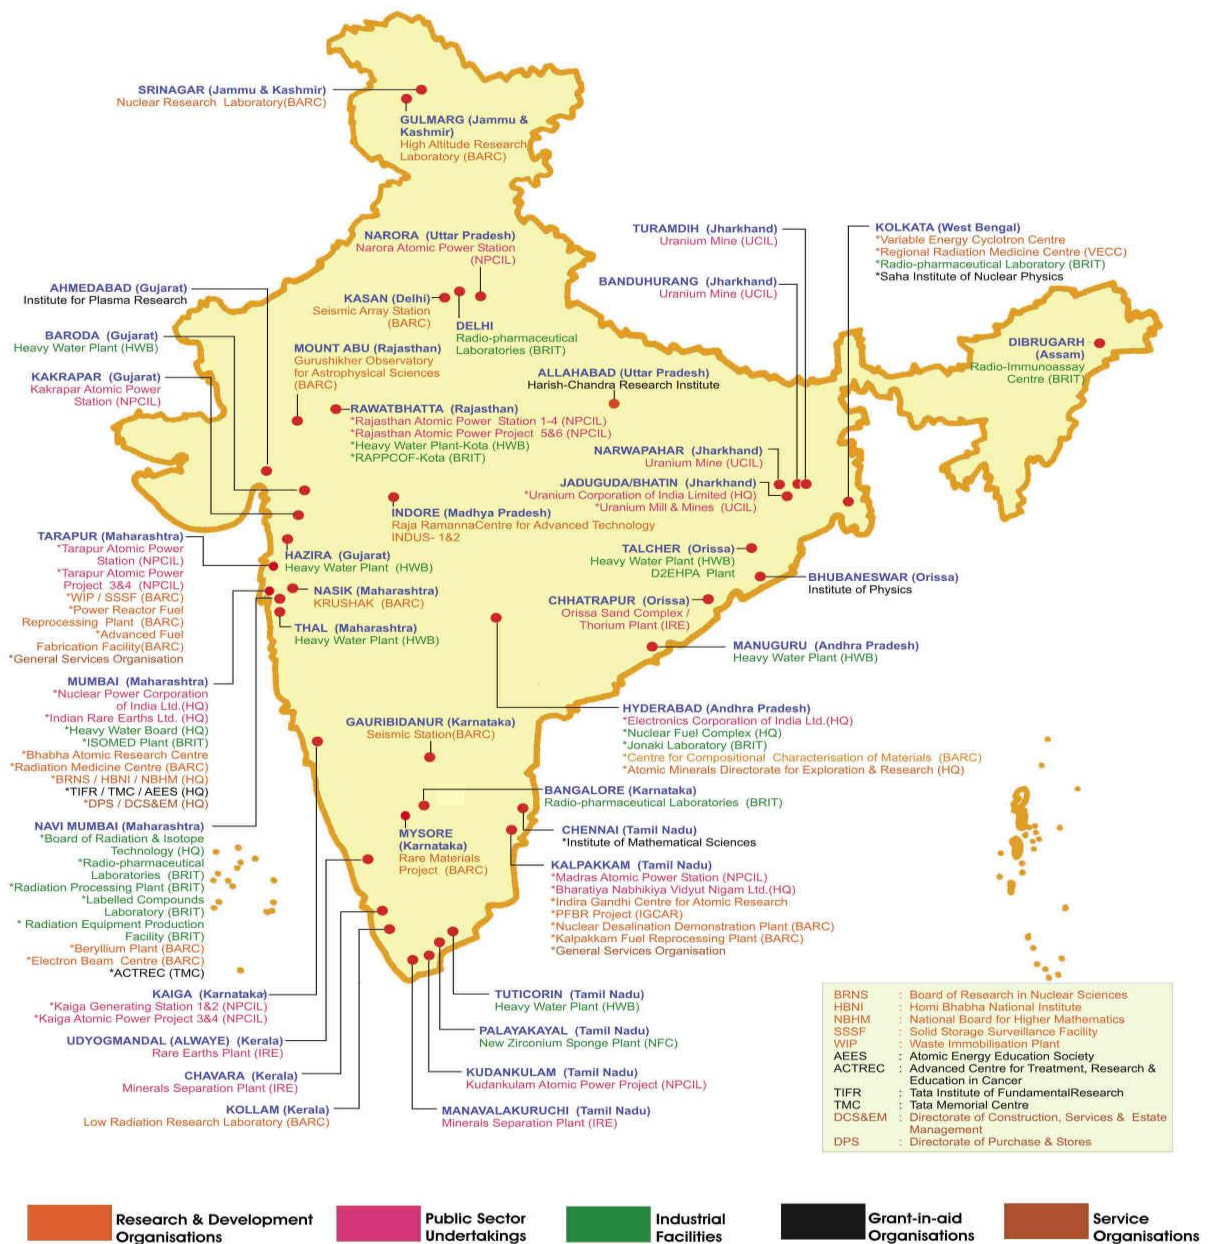 SRINAGAR (Jammu & Kashmir)
Nuclear Research Laboratory(BARC)
GULMARG (Jammu &
Kashmir)
High Altitude Research
Laboratory (BARC)
NARORA (Uttar Pradesh)
Narora Atomic Power Station
(NPCIL)
TURAMDIH (Jharkhand)
Uranium Mine (UCIL)
KOLKATA (West Bengal)
*Variable Energy Cyclotron Centre
*Regional Radiation Medicine Centre (VECC)
*Radio-pharmaceutical Laboratory (BRIT)
*Saha Institute of Nuclear Physics
BANDUHURANG (Jharkhand)
Uranium Mine (UCIL)
AHMEDABAD (Gujarat)
Institute for Plasma Research
KASAN (Delhi)
Seismic Array Station
(BARC)
DELHI
Radio-pharmaceutical
Laboratories (BRIT)
BARODA (Gujarat)
Heavy Water Plant (HWB)
MOUNT ABU (Rajasthan)
Gurushikher Observatory
for Astrophysical Sciences
(BARC)
DIBRUGARH
(Assam)
Radio-Immunoassay
Centre (BRIT)
KAKRAPAR (Gujarat)
Kakrapar Atomic Power
Station (NPCIL)
ALLAHABAD (Uttar Pradesh)
Harish-Chandra Research Institute
RAWATBHATTA (Rajasthan)
*Rajasthan Atomic Power Station 1-4 (NPCIL)
*Rajasthan Atomic Power Project 5&6 (NPCIL)
*Heavy Water Plant-Kota (HWB)
*RAPPCOF-Kota (BRIT)
NARWAPAHAR (Jharkhand)
Uranium Mine (UCIL)
JADUGUDA/BHATIN (Jharkhand)
*Uranium Corporation of India Limited (HQ)
*Uranium Mill & Mines (UCIL)
INDORE (Madhya Pradesh)
Raja RamannaCentre for Advanced Technology
INDUS- 1&2
TARAPUR (Maharashtra)
*Tarapur Atomic Power
Station (NPCIL)
*Tarapur Atomic Power
Project 3&4 (NPCIL)
*WIP / SSSF (BARC)
*Power Reactor Fuel
Reprocessing Plant (BARC)
*Advanced Fuel
Fabrication Facility(BARC)
*General Services Organisation
HAZIRA (Gujarat)
Heavy Water Plant (HWB)
TALCHER (Orissa)
Heavy Water Plant (HWB)
D2EHPA Plant
BHUBANESWAR (Orissa)
Institute of Physics
NASIK (Maharashtra)
KRUSHAK (BARC)
CHHATRAPUR (Orissa)
Orissa Sand Complex /
Thorium Plant (IRE)
THAL (Maharashtra)
Heavy Water Plant (HWB)
MANUGURU (Andhra Pradesh)
Heavy Water Plant (HWB)
MUMBAI (Maharashtra)
*Nuclear Power Corporation
of India Ltd.(HQ)
*Indian Rare Earths Ltd. (HQ)
*Heavy Water Board (HQ)
*ISOMED Plant (BRIT)
*Bhabha Atomic Research Centre
*Radiation Medicine Centre (BARC)
*BRNS / HBNI / NBHM (HQ)
*TIFR / TMC / AEES (HQ)
*DPS / DCS&EM (HQ)
HYDERABAD (Andhra Pradesh)
*Electronics Corporation of India Ltd.(HQ)
*Nuclear Fuel Complex (HQ)
*Jonaki Laboratory (BRIT)
*Centre for Compositional Characterisation of Materials (BARC)
*Atomic Minerals Directorate for Exploration & Research (HQ)
GAURIBIDANUR (Karnataka)
Seismic Station(BARC)
BANGALORE (Karnataka)
Radio-pharmaceutical Laboratories (BRIT)
NAVI MUMBAI (Maharashtra)
*Board of Radiation & Isotope
Technology (HQ)
*Radio-pharmaceutical
Laboratories (BRIT)
*Radiation Processing Plant (BRIT)
*Labelled Compounds
Laboratory (BRIT)
* Radiation Equipment Production
Facility (BRIT)
*Beryllium Plant (BARC)
*Electron Beam Centre (BARC)
*ACTREC (TMC)
MYSORE
(Karnataka)
Rare Materials
Project (BARC)
CHENNAI (Tamil Nadu)
*Institute of Mathematical Sciences
KALPAKKAM (Tamil Nadu)
*Madras Atomic Power Station (NPCIL)
*Bharatiya Nabhikiya Vidyut Nigam Ltd.(HQ)
*Indira Gandhi Centre for Atomic Research
*PFBR Project (IGCAR)
*Nuclear Desalination Demonstration Plant (BARC)
*Kalpakkam Fuel Reprocessing Plant (BARC)
*General Services Organisation
KAIGA (Karnataka)
*Kaiga Generating Station 1&2 (NPCIL)
*Kaiga Atomic Power Project 3&4 (NPCIL)
TUTICORIN (Tamil Nadu)
Heavy Water Plant (HWB)
UDYOGMANDAL (ALWAYE) (Kerala)
Rare Earths Plant (IRE)
PALAYAKAYAL (Tamil Nadu)
New Zirconium Sponge Plant (NFC)
CHAVARA (Kerala)
Minerals Separation Plant (IRE)
KUDANKULAM (Tamil Nadu)
Kudankulam Atomic Power Project (NPCIL)
KOLLAM (Kerala)
Low Radiation Research Laboratory (BARC)
MANAVALAKURUCHI (Tamil Nadu)
Minerals Separation Plant (IRE)
BRNS : Board of Research in Nuclear Sciences
HBNI : Homi Bhabha National Institute
NBHM : National Board for Higher Mathematics
SSSF : Solid Storage Surveillance Facility
WIP : Waste Immobilisation Plant
AEES : Atomic Energy Education Society
ACTREC : Advanced Centre for Treatment, Research &
Education in Cancer
TIFR : Tata Institute of FundamentalResearch
TMC : Tata Memorial Centre
DCS&EM : Directorate of Construction, Services & Estate
Management
DPS : Directorate of Purchase & Stores
Research & Development
Organisations
Public Sector
Undertakings
Industrial
Facilities
Grant-in-aid
Organisations
Service
Organisations